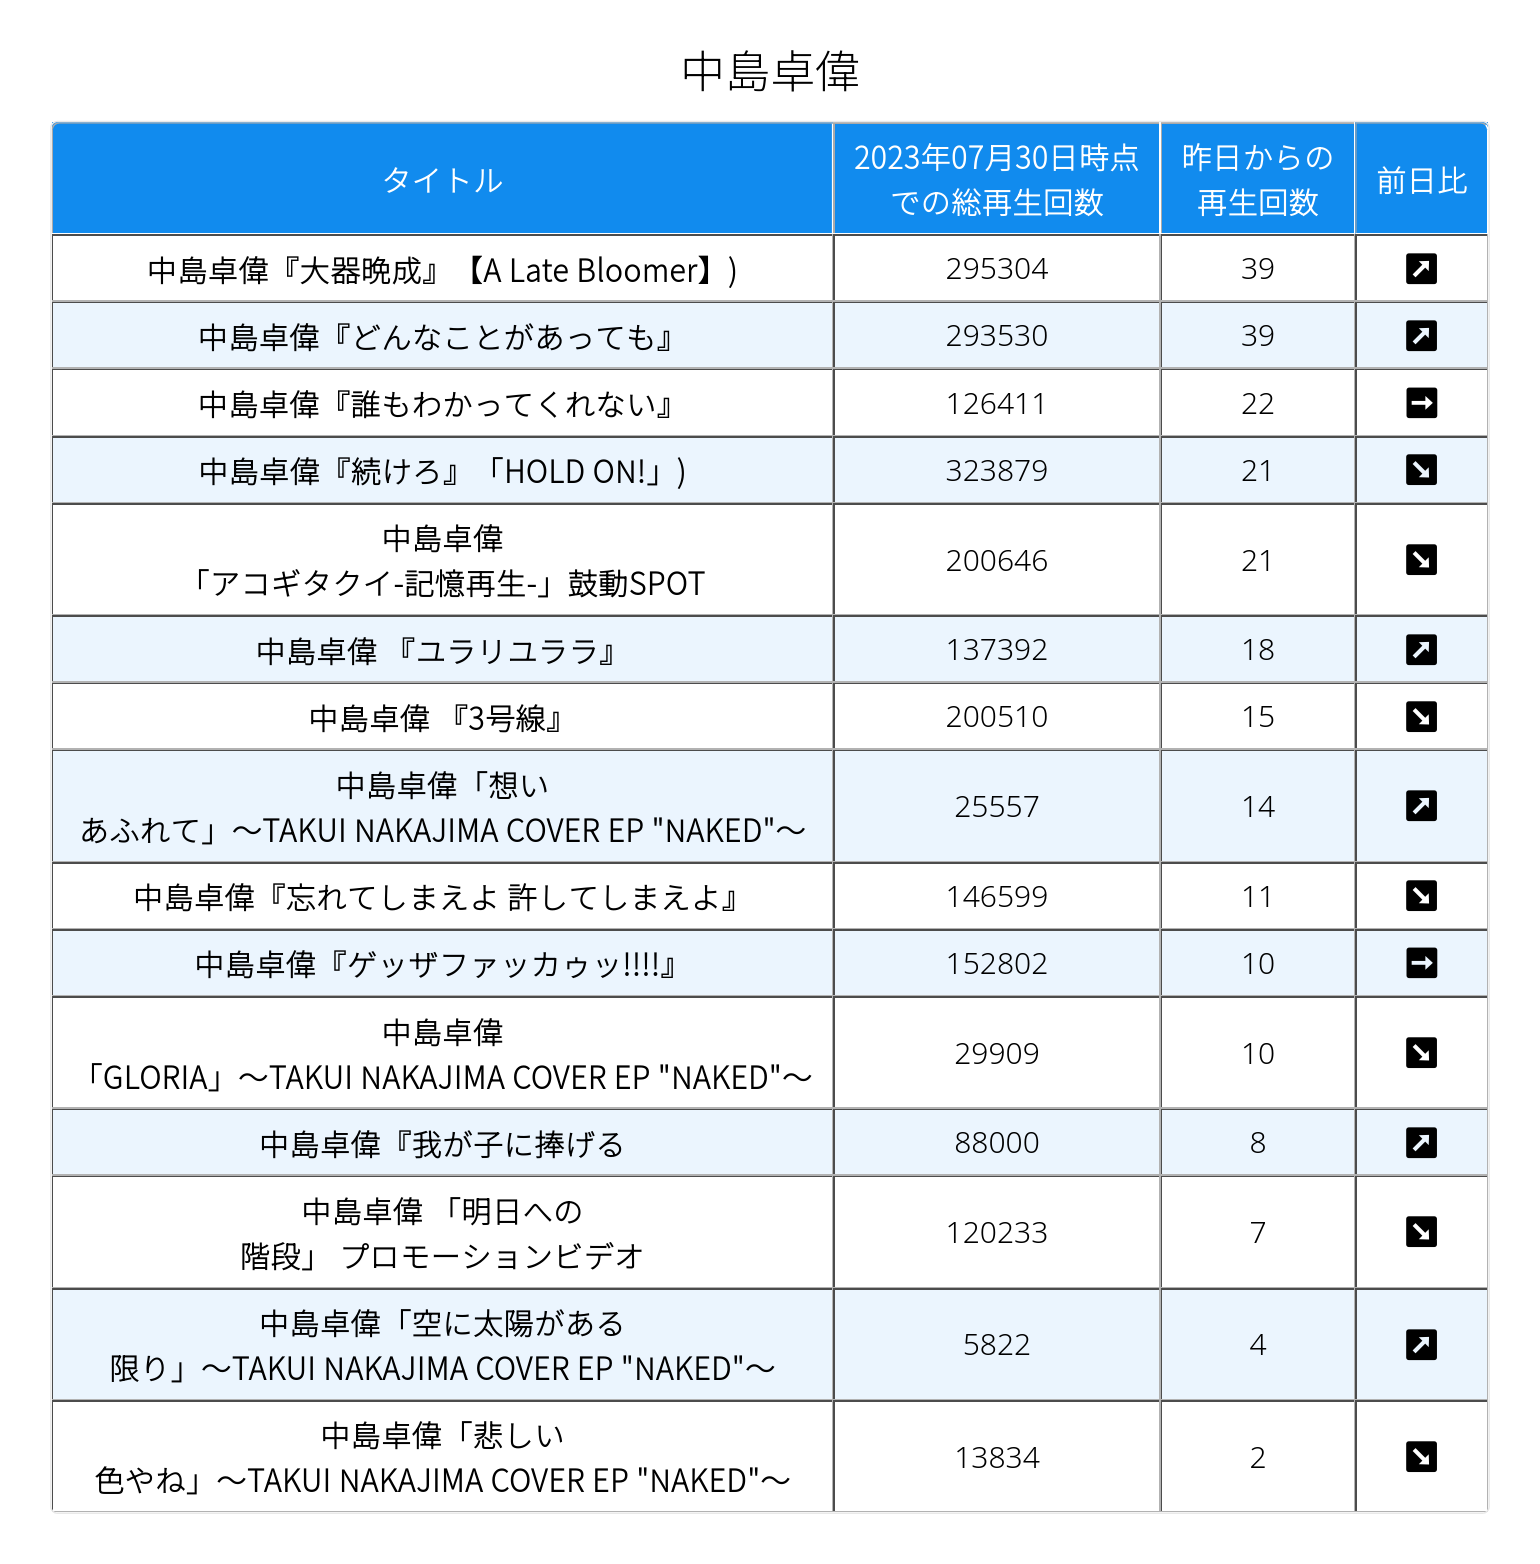 中島卓偉
タイトル
2023年07月30日時点
での総再生回数
昨日からの
再生回数
前日比
中島卓偉『大器晩成』【A Late Bloomer】) 295304 39
中島卓偉『どんなことがあっても』 293530 39
中島卓偉『誰もわかってくれない』 126411 22
中島卓偉『続けろ』「HOLD ON!」) 323879 21
中島卓偉
「アコギタクイ-記憶再生-」鼓動SPOT 200646 21
中島卓偉 『ユラリユララ』 137392 18
中島卓偉 『3号線』 200510 15
中島卓偉「想い
あふれて」～TAKUI NAKAJIMA COVER EP "NAKED"～ 25557 14
中島卓偉『忘れてしまえよ 許してしまえよ』 146599 11
中島卓偉『ゲッザファッカゥッ!!!!』 152802 10
中島卓偉
「GLORIA」～TAKUI NAKAJIMA COVER EP "NAKED"～ 29909 10
中島卓偉『我が子に捧げる 88000 8
中島卓偉 「明日への
階段」 プロモーションビデオ 120233 7
中島卓偉「空に太陽がある
限り」～TAKUI NAKAJIMA COVER EP "NAKED"～ 5822 4
中島卓偉「悲しい
色やね」～TAKUI NAKAJIMA COVER EP "NAKED"～ 13834 2